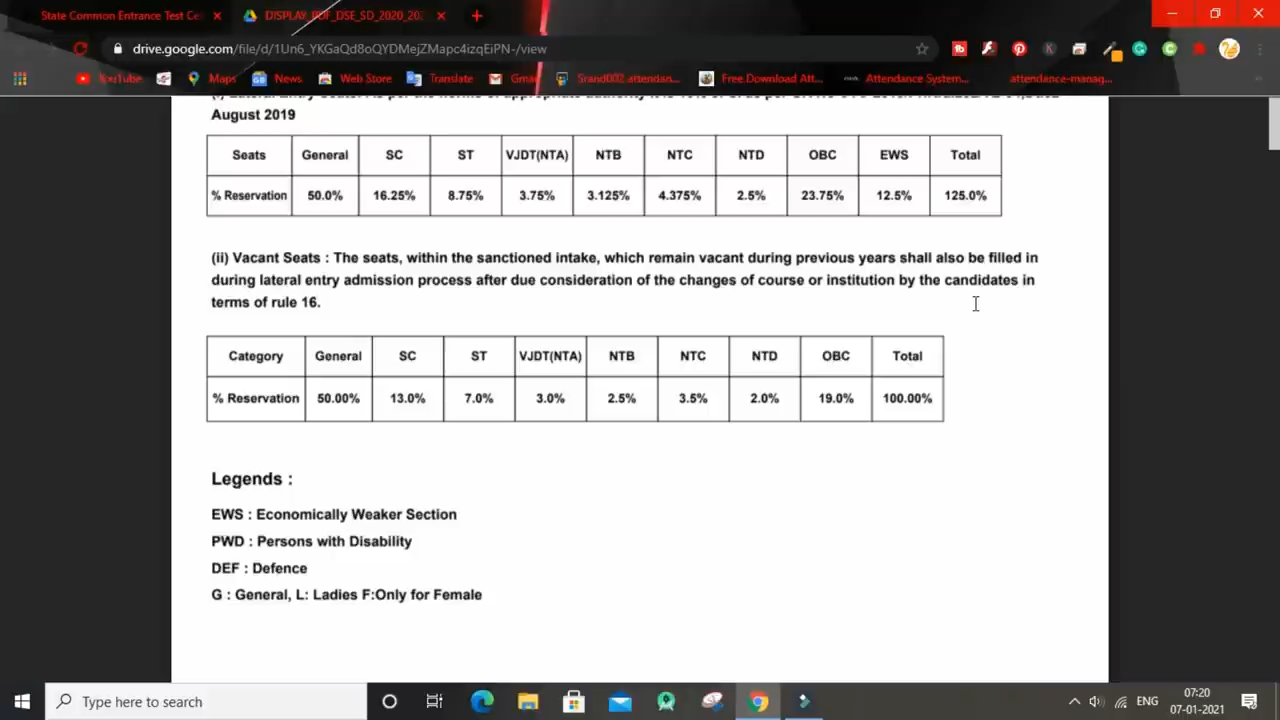 State Common Entrance Test Cel
DISPLAY_PDF_DSE_SD_2020_202
drive.google.com/file/d/1Un6_YKGaQd8oQYDMejZMapc4izqEiPN-/view
YouTube Maps News Web Store Translate Gmail Srand002-attendan... Free Download Att... Attendance System... attendance-manag...
August 2019
Seats General SC ST VJDT(NTA) NTB NTC NTD OBC EWS Total
% Reservation 50.0% 16.25% 8.75% 3.75% 3.125% 4.375% 2.5% 23.75% 12.5% 125.0%
(ii) Vacant Seats : The seats, within the sanctioned intake, which remain vacant during previous years shall also be filled in
during lateral entry admission process after due consideration of the changes of course or institution by the candidates in
terms of rule 16.
Category General SC ST VJDT(NTA) NTB NTC NTD OBC Total
% Reservation 50.00% 13.0% 7.0% 3.0% 2.5% 3.5% 2.0% 19.0% 100.00%
Legends :
EWS : Economically Weaker Section
PWD : Persons with Disability
DEF : Defence
G : General, L: Ladies F:Only for Female
Type here to search
ENG
07:20
07-01-2021